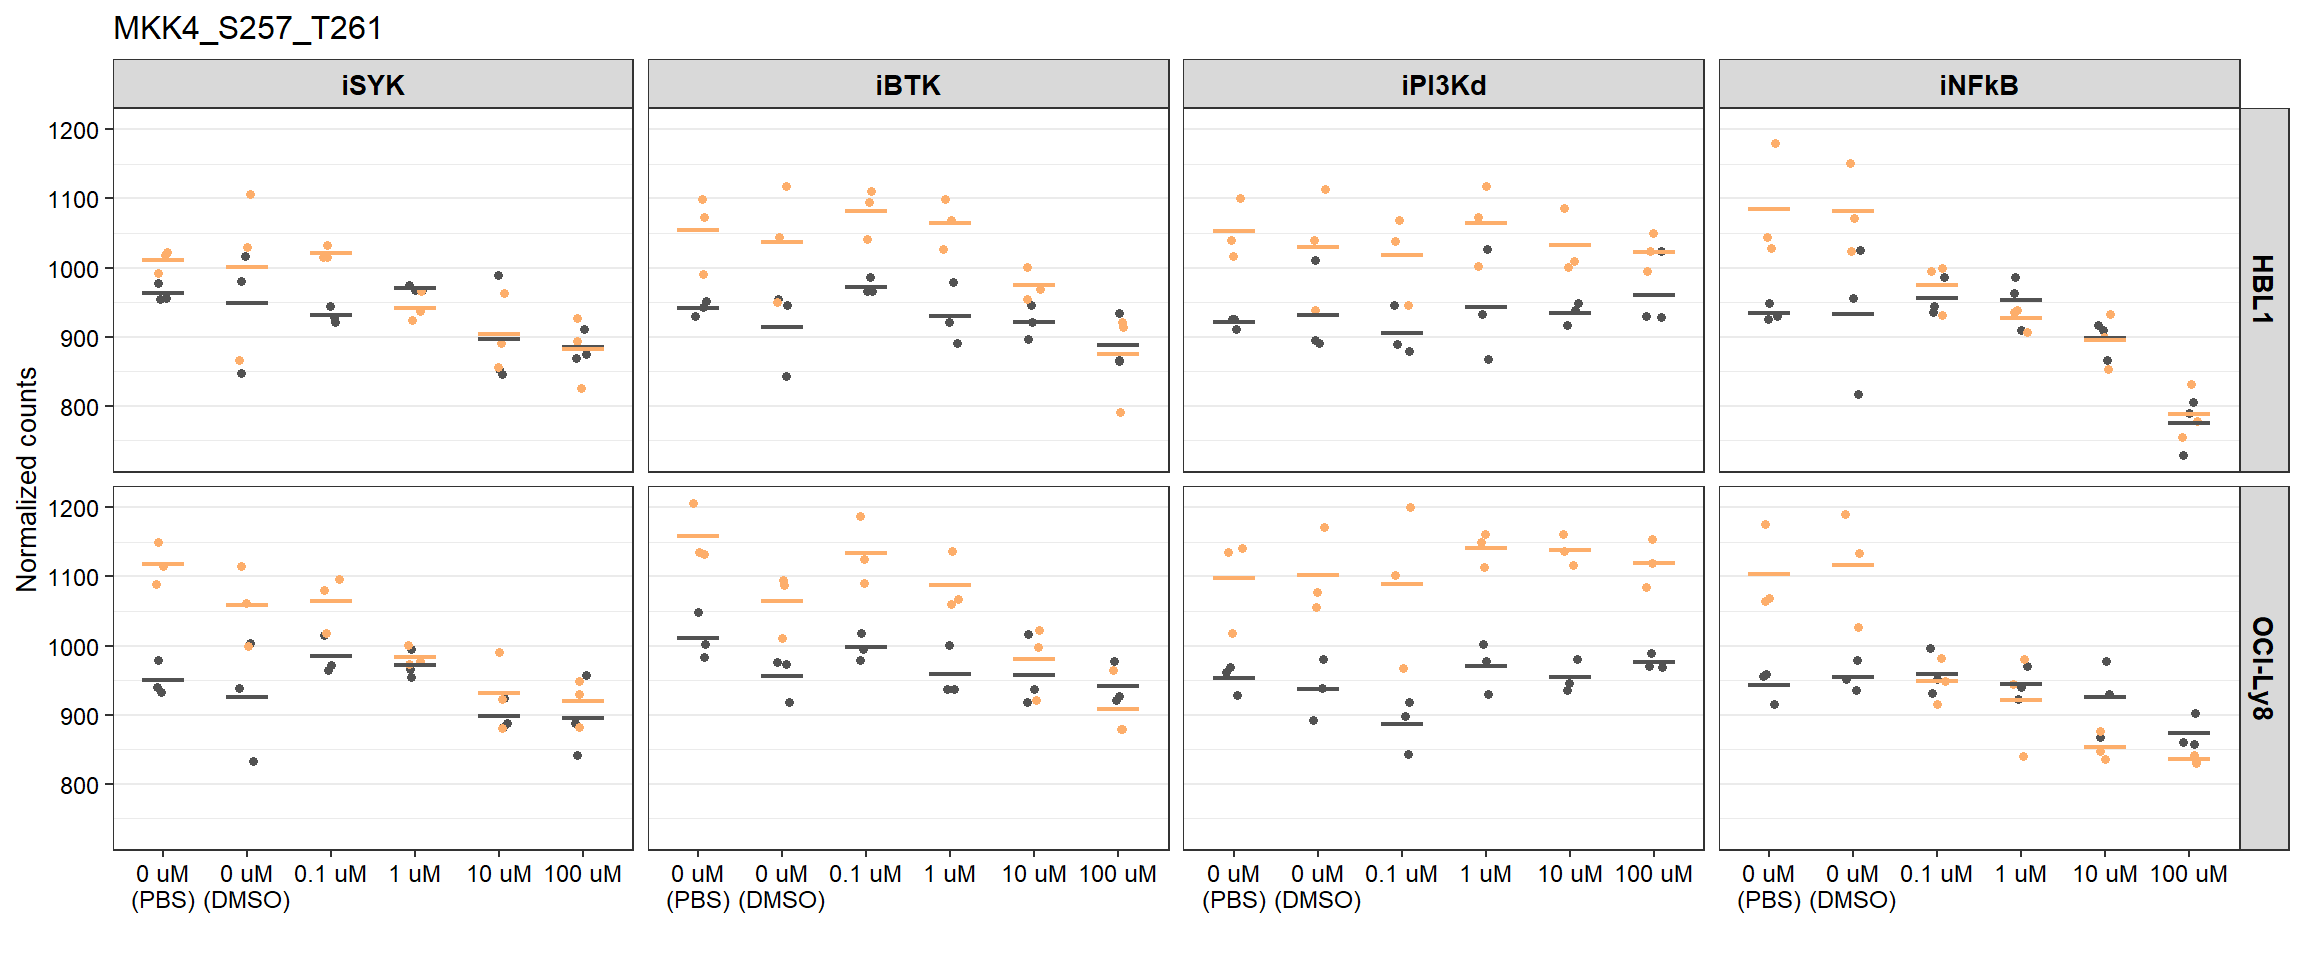 MKK4_S257_T261
iSYK
iBTK
iPI3Kd
iNFkB
Normalized counts
1200
1100
1000
900
800
HBL1
1200
1100
1000
900
800
OCI-Ly8
0 uM (PBS) 0 uM (DMSO) 0.1 uM 1 uM 10 uM 100 uM
0 uM (PBS) 0 uM (DMSO) 0.1 uM 1 uM 10 uM 100 uM
0 uM (PBS) 0 uM (DMSO) 0.1 uM 1 uM 10 uM 100 uM
0 uM (PBS) 0 uM (DMSO) 0.1 uM 1 uM 10 uM 100 uM